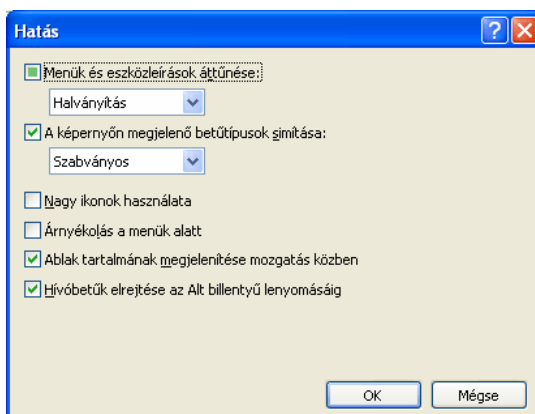 Hatás
Menük és eszközleírások áttűnése:
Halványítás
A képernyőn megjelenő betűtípusok simítása:
Szabványos
Nagy ikonok használata
Árnyékolás a menük alatt
Ablak tartalmának megjelenítése mozgatás közben
Hívóbetűk elrejtése az Alt billentyű lenyomásáig
OK Mégse